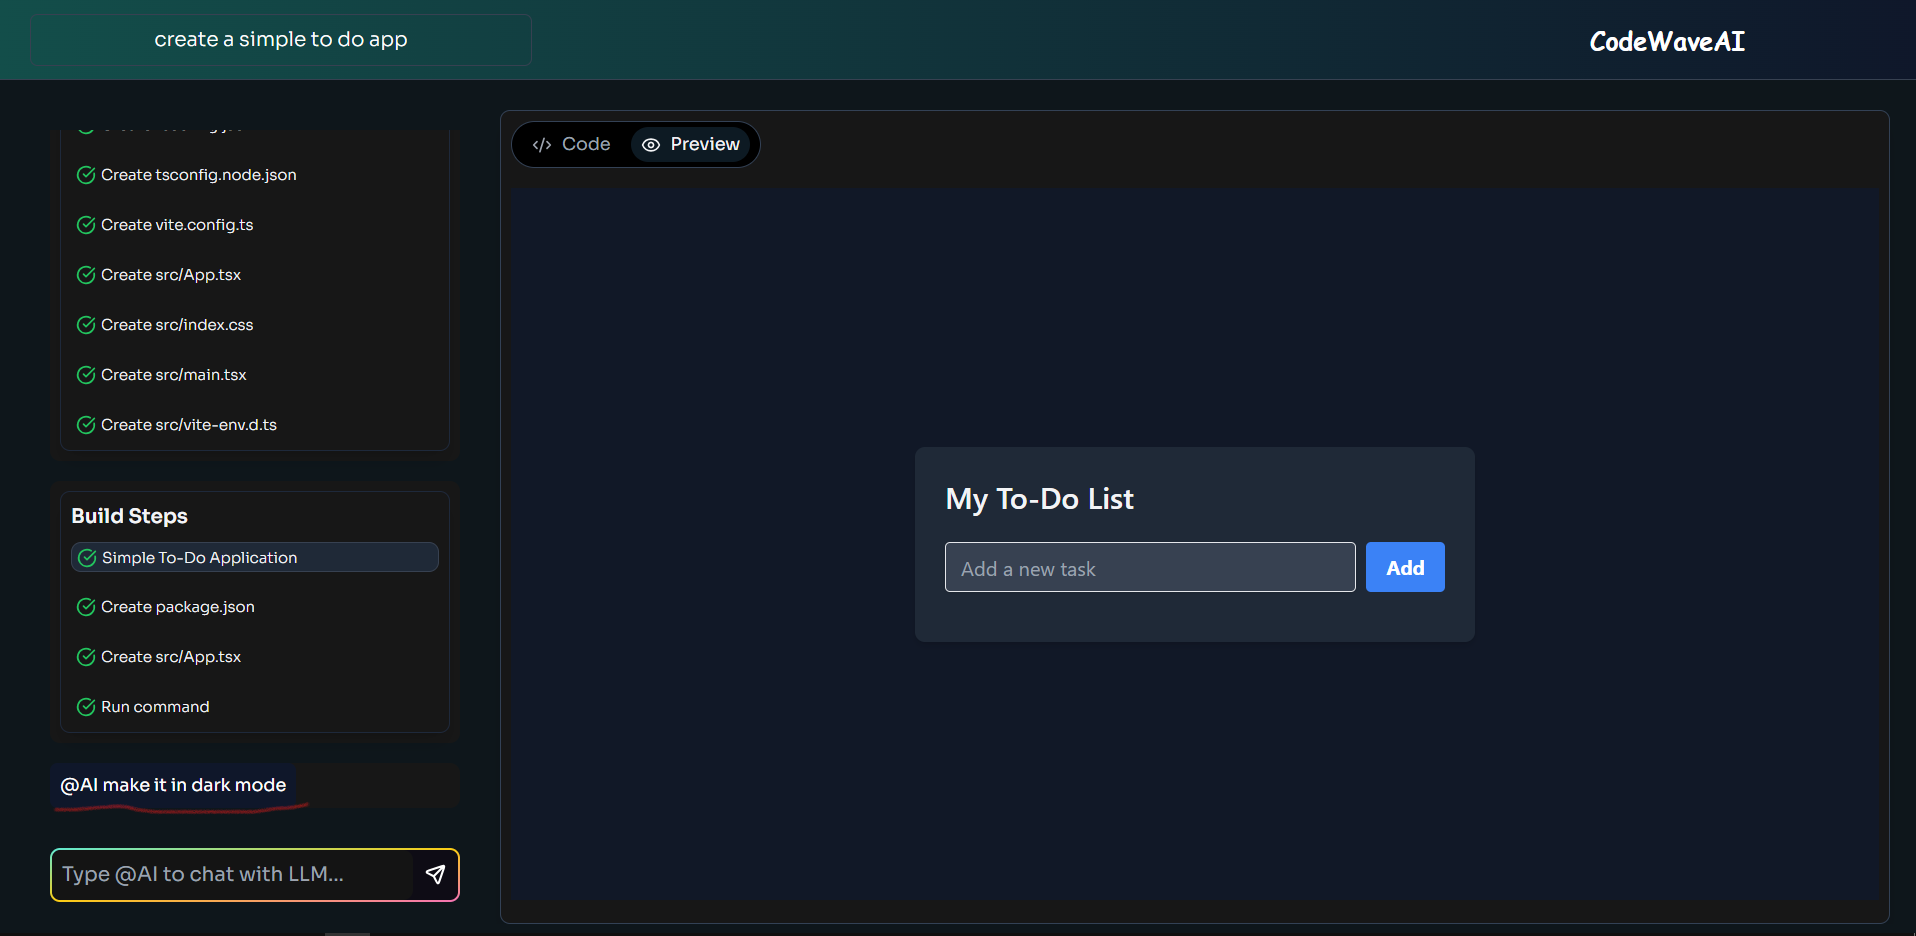 create a simple to do app
CodeWaveAI
Create tsconfig.node.json
Create vite.config.ts
Create src/App.tsx
Create src/index.css
Create src/main.tsx
Create src/vite-env.d.ts
Build Steps
Simple To-Do Application
Create package.json
Create src/App.tsx
Run command
@AI make it in dark mode
Type @AI to chat with LLM...
</> Code
Preview
My To-Do List
Add a new task
Add